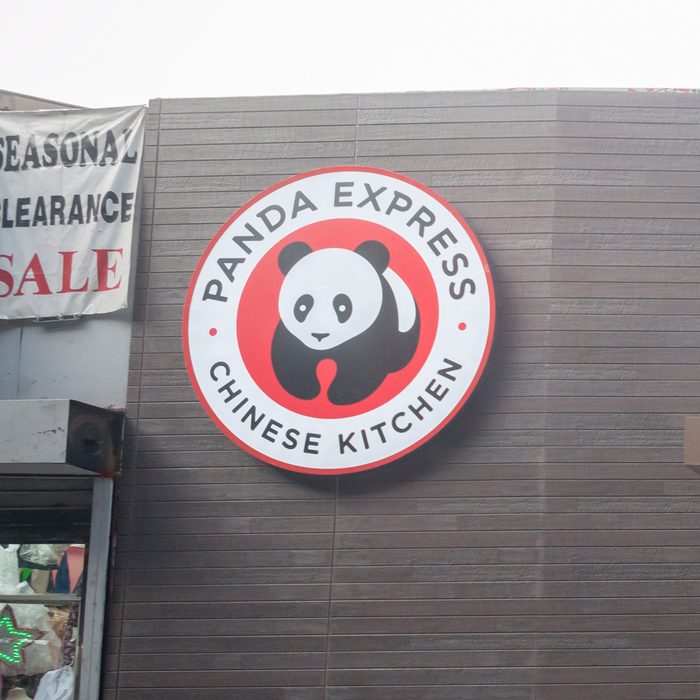 SEASONAL
CLEARANCE
SALE
PANDA EXPRESS
CHINESE KITCHEN